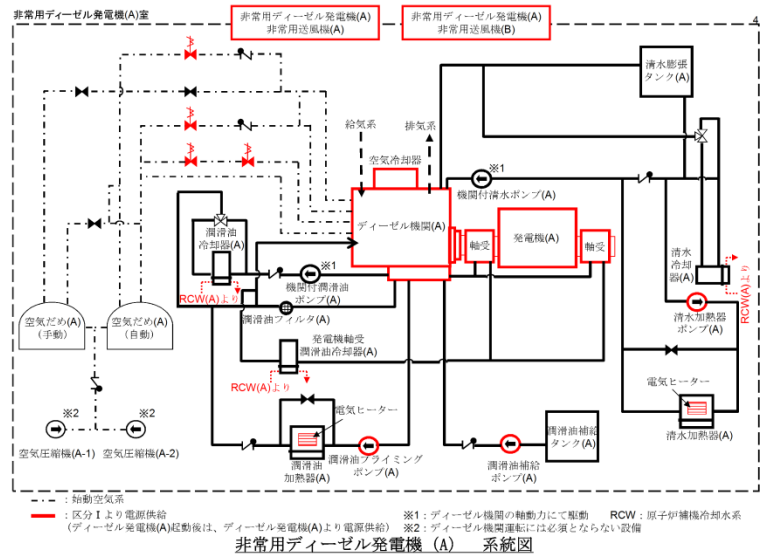 非常用ディーゼル発電機(A)室
非常用ディーゼル発電機(A)
非常用送風機(A)
非常用ディーゼル発電機(A)
非常用送風機(B)
4
清水膨張
タンク(A)
給気系
排気系
空気冷却器
※1
機関付清水ポンプ(A)
ディーゼル機関(A)
軸受
発電機(A)
軸受
潤滑油
冷却器(A)
※1
機関付潤滑油
ポンプ(A)
RCW(A)より
潤滑油フィルタ(A)
清水
冷却
器(A)
RCW(A)より
清水加熱器
ポンプ(A)
空気だめ(A)
(手動)
空気だめ(A)
(自動)
発電機軸受
潤滑油冷却器(A)
RCW(A)より
電気ヒーター
清水加熱器(A)
※2
※2
空気圧縮機(A-1)
空気圧縮機(A-2)
電気ヒーター
潤滑油
加熱器(A)
潤滑油プライミング
ポンプ(A)
潤滑油補給
ポンプ(A)
潤滑油補給
タンク(A)
：始動空気系
：区分Ⅰより電源供給
(ディーゼル発電機(A)起動後は、ディーゼル発電機(A)より電源供給)
※1：ディーゼル機関の軸動力にて駆動
RCW：原子炉補機冷却水系
※2：ディーゼル機関運転には必須とならない設備
非常用ディーゼル発電機 (A)　系統図